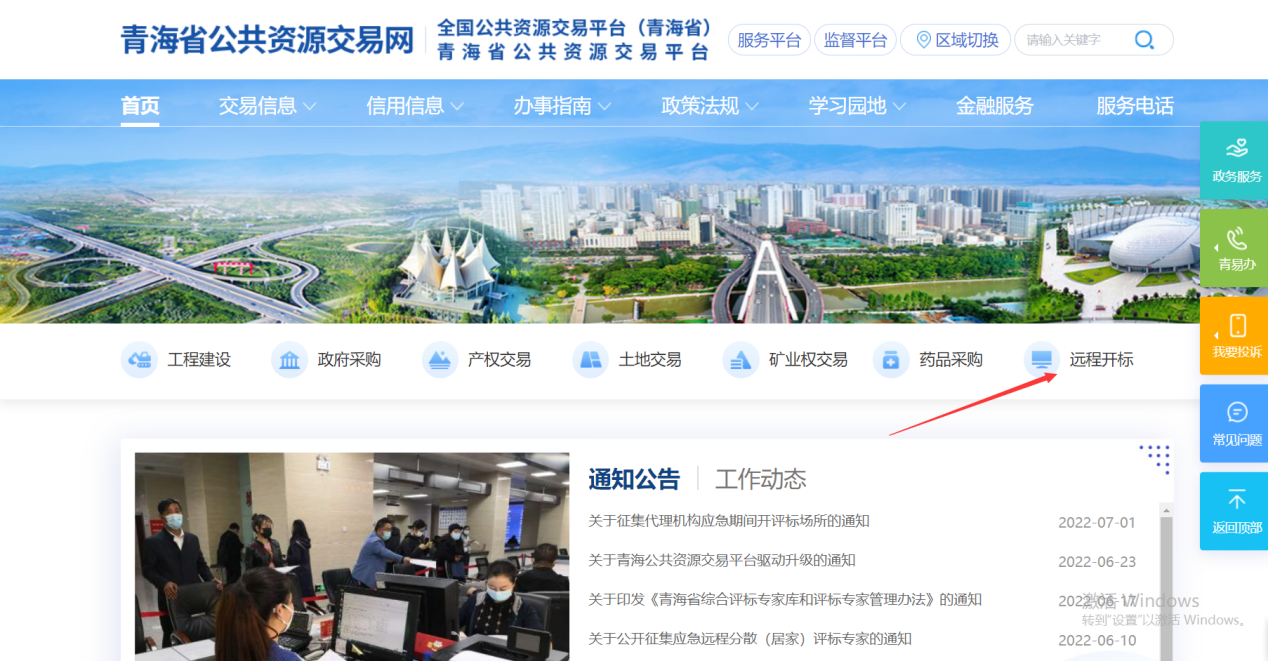 青海省公共资源交易网
全国公共资源交易平台（青海省）
青海省公共资源交易平台
服务平台
监督平台
区域切换
请输入关键字
首页
交易信息
信用信息
办事指南
政策法规
学习园地
金融服务
服务电话
政务服务
青易办
我要投诉
常见问题
返回顶部
工程建设
政府采购
产权交易
土地交易
矿业权交易
药品采购
远程开标
通知公告
工作动态
关于征集代理机构应急期间开评标场所的通知 2022-07-01
关于青海公共资源交易平台驱动升级的通知 2022-06-23
关于印发《青海省综合评标专家库和评标专家管理办法》的通知 2022-06-17
关于公开征集应急远程分散（居家）评标专家的通知 2022-06-10
激活 Windows
转到"设置"以激活 Windows。